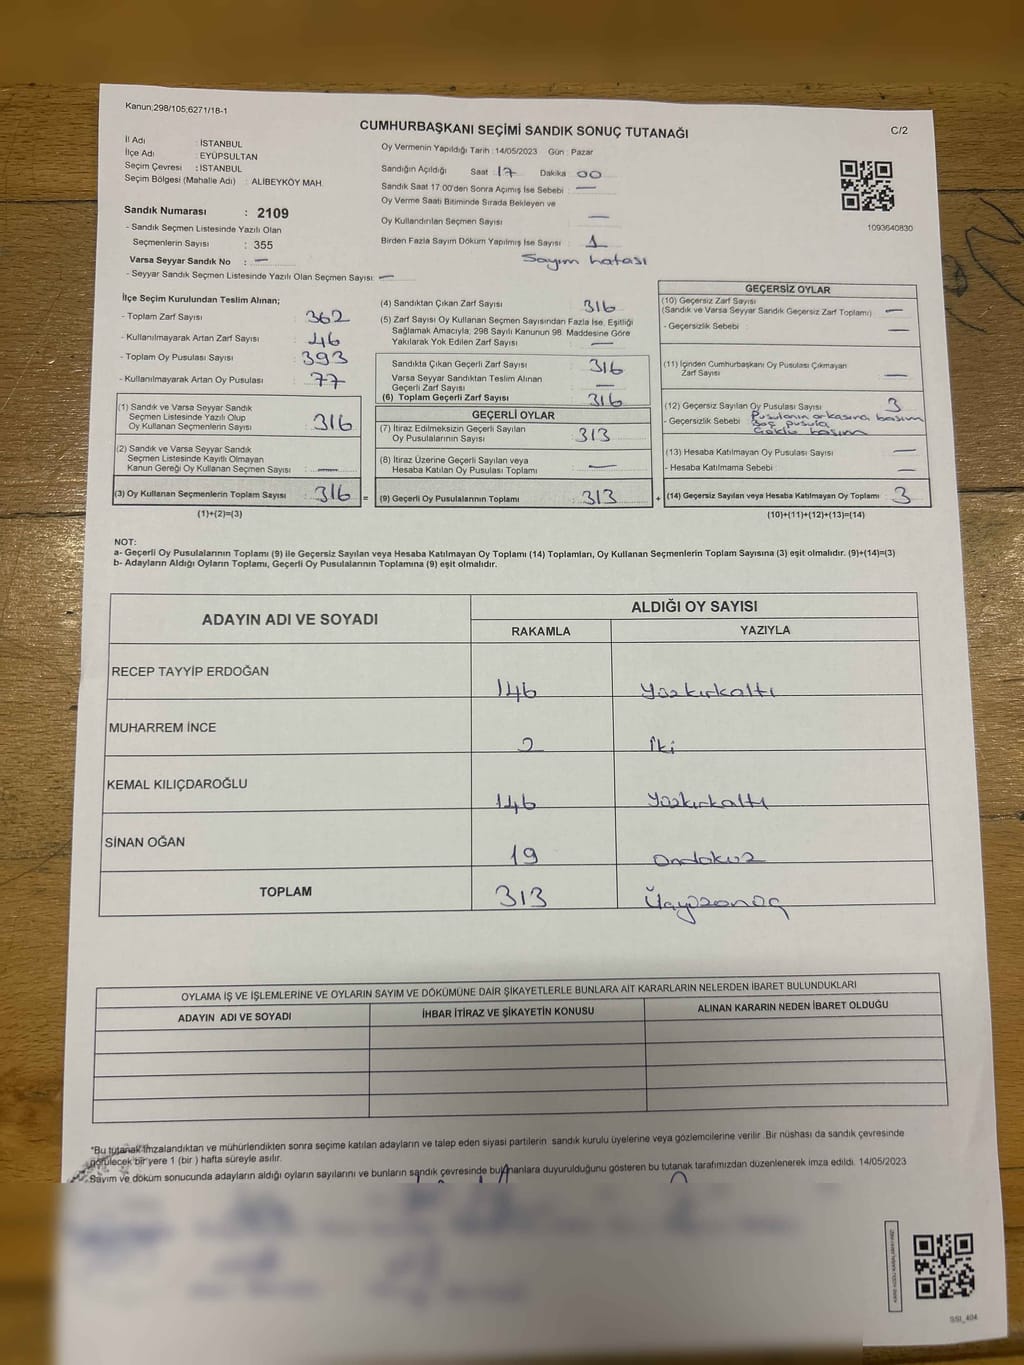 Kanun;298/105;6271/18-1
CUMHURBAŞKANI SEÇİMİ SANDIK SONUÇ TUTANAĞI
C/2
İl Adı : İSTANBUL
İlçe Adı : EYÜPSULTAN
Seçim Çevresi : İSTANBUL
Seçim Bölgesi (Mahalle Adı) : ALİBEYKÖY MAH.
Sandık Numarası : 2109
- Sandık Seçmen Listesinde Yazılı Olan
Seçmenlerin Sayısı : 355
Varsa Seyyar Sandık No : —
- Seyyar Sandık Seçmen Listesinde Yazılı Olan Seçmen Sayısı: —
Oy Vermenin Yapıldığı Tarih : 14/05/2023 Gün : Pazar
Sandığın Açıldığı Saat : 17 Dakika : 00
Sandık Saat 17.00'den Sonra Açımış İse Sebebi : —
Oy Verme Saati Bitiminde Sırada Bekleyen ve
Oy Kullandırılan Seçmen Sayısı —
Birden Fazla Sayım Döküm Yapılmış İse Sayısı : 1
Sayım hatası
1093640830
İlçe Seçim Kurulundan Teslim Alınan;
- Toplam Zarf Sayısı : 362
- Kullanılmayarak Artan Zarf Sayısı : 46
- Toplam Oy Pusulası Sayısı : 393
- Kullanılmayarak Artan Oy Pusulası : 77
(1) Sandık ve Varsa Seyyar Sandık
Seçmen Listesinde Yazılı Olup
Oy Kullanan Seçmenlerin Sayısı : 316
(2) Sandık ve Varsa Seyyar Sandık
Seçmen Listesinde Kayıtlı Olmayan
Kanun Gereği Oy Kullanan Seçmen Sayısı : —
(3) Oy Kullanan Seçmenlerin Toplam Sayısı : 316 =
(1)+(2)=(3)
(4) Sandıktan Çıkan Zarf Sayısı : 316
(5) Zarf Sayısı Oy Kullanan Seçmen Sayısından Fazla İse, Eşitliği
Sağlamak Amacıyla; 298 Sayılı Kanunun 98. Maddesine Göre
Yakılarak Yok Edilen Zarf Sayısı : —
Sandıkta Çıkan Geçerli Zarf Sayısı : 316
Varsa Seyyar Sandıktan Teslim Alınan
Geçerli Zarf Sayısı : —
(6) Toplam Geçerli Zarf Sayısı : 316
GEÇERLİ OYLAR
(7) İtiraz Edilmeksizin Geçerli Sayılan
Oy Pusulalarının Sayısı : 313
(8) İtiraz Üzerine Geçerli Sayılan veya
Hesaba Katılan Oy Pusulası Toplamı : —
(9) Geçerli Oy Pusulalarının Toplamı : 313 +
GEÇERSİZ OYLAR
(10) Geçersiz Zarf Sayısı
(Sandık ve Varsa Seyyar Sandık Geçersiz Zarf Toplamı) : —
- Geçersizlik Sebebi : —
(11) İçinden Cumhurbaşkanı Oy Pusulası Çıkmayan
Zarf Sayısı : —
(12) Geçersiz Sayılan Oy Pusulası Sayısı : 3
- Geçersizlik Sebebi : Pusulanın arkasına basım
Boş pusula
Çoklu basım
(13) Hesaba Katılmayan Oy Pusulası Sayısı : —
- Hesaba Katılmama Sebebi : —
(14) Geçersiz Sayılan veya Hesaba Katılmayan Oy Toplamı : 3
(10)+(11)+(12)+(13)=(14)
NOT:
a- Geçerli Oy Pusulalarının Toplamı (9) ile Geçersiz Sayılan veya Hesaba Katılmayan Oy Toplamı (14) Toplamları, Oy Kullanan Seçmenlerin Toplam Sayısına (3) eşit olmalıdır. (9)+(14)=(3)
b- Adayların Aldığı Oyların Toplamı, Geçerli Oy Pusulalarının Toplamına (9) eşit olmalıdır.
ADAYIN ADI VE SOYADI
ALDIĞI OY SAYISI
RAKAMLA YAZIYLA
RECEP TAYYİP ERDOĞAN 146 Yüzkırkaltı
MUHARREM İNCE 2 İki
KEMAL KILIÇDAROĞLU 146 Yüzkırkaltı
SİNAN OĞAN 19 Ondokuz
TOPLAM 313 Üçyüzonüç
OYLAMA İŞ VE İŞLEMLERİNE VE OYLARIN SAYIM VE DÖKÜMÜNE DAİR ŞİKAYETLERLE BUNLARA AİT KARARLARIN NELERDEN İBARET BULUNDUKLARI
ADAYIN ADI VE SOYADI İHBAR İTİRAZ VE ŞİKAYETİN KONUSU ALINAN KARARIN NEDEN İBARET OLDUĞU
*Bu tutanak imzalandıktan ve mühürlendikten sonra seçime katılan adayların ve talep eden siyasi partilerin sandık kurulu üyelerine veya gözlemcilerine verilir .Bir nüshası da sandık çevresinde
görülecek bir yere 1 (bir ) hafta süreyle asılır.
Sayım ve döküm sonucunda adayların aldığı oyların sayılarını ve bunların sandık çevresinde bulunanlara duyurulduğunu gösteren bu tutanak tarafımızdan düzenlenerek imza edildi. 14/05/2023
SSI_404